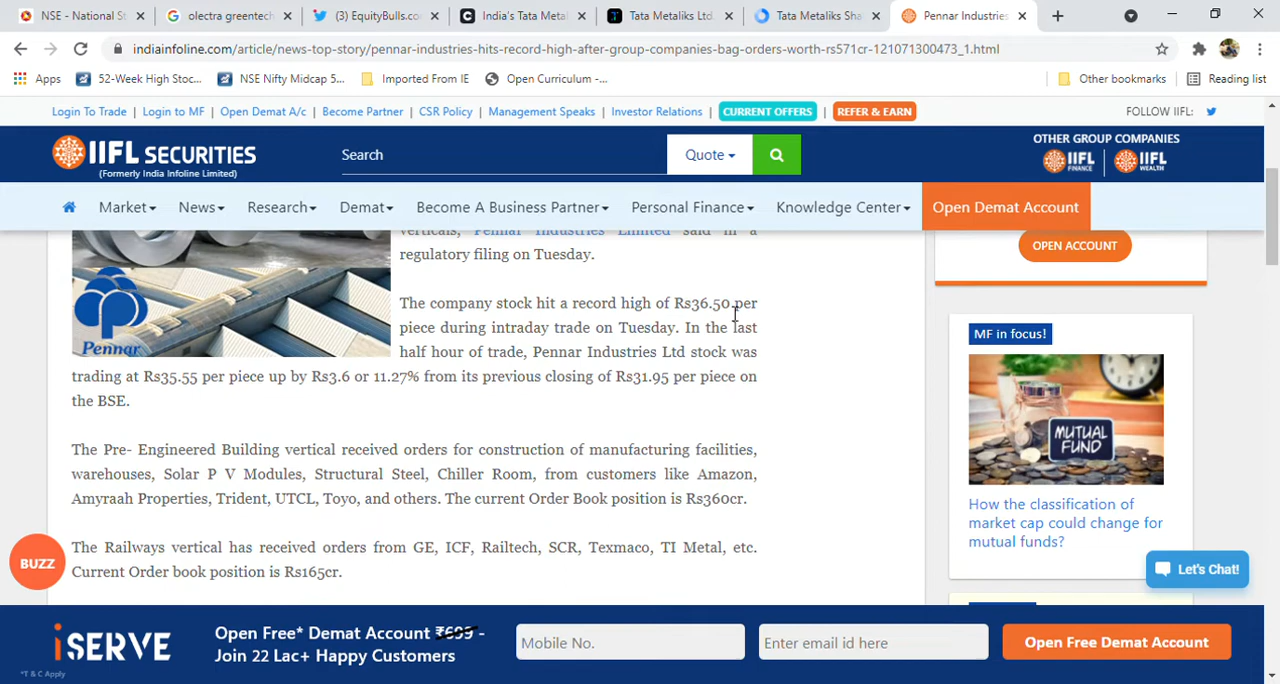 NSE - National S
olectra greentech
(3) EquityBulls.co
India's Tata Metal
Tata Metaliks Ltd.
Tata Metaliks Sha
Pennar Industries
indiainfoline.com/article/news-top-story/pennar-industries-hits-record-high-after-group-companies-bag-orders-worth-rs571cr-121071300473_1.html
Apps
52-Week High Stoc...
NSE Nifty Midcap 5...
Imported From IE
Open Curriculum -...
Other bookmarks
Reading list
Login To Trade | Login to MF | Open Demat A/c | Become Partner | CSR Policy | Management Speaks | Investor Relations | CURRENT OFFERS | REFER & EARN
FOLLOW IIFL:
IIFL SECURITIES
(Formerly India Infoline Limited)
Search
Quote
OTHER GROUP COMPANIES
IIFL FINANCE
IIFL WEALTH
Market
News
Research
Demat
Become A Business Partner
Personal Finance
Knowledge Center
Open Demat Account
verticals, Pennar Industries Limited said in a
regulatory filing on Tuesday.
The company stock hit a record high of Rs36.50 per
piece during intraday trade on Tuesday. In the last
half hour of trade, Pennar Industries Ltd stock was
trading at Rs35.55 per piece up by Rs3.6 or 11.27% from its previous closing of Rs31.95 per piece on
the BSE.
Pennar
The Pre- Engineered Building vertical received orders for construction of manufacturing facilities,
warehouses, Solar P V Modules, Structural Steel, Chiller Room, from customers like Amazon,
Amyraah Properties, Trident, UTCL, Toyo, and others. The current Order Book position is Rs360cr.
The Railways vertical has received orders from GE, ICF, Railtech, SCR, Texmaco, TI Metal, etc.
Current Order book position is Rs165cr.
OPEN ACCOUNT
MF in focus!
MUTUAL
FUND
How the classification of
market cap could change for
mutual funds?
BUZZ
Let's Chat!
iSERVE
*T & C Apply
Open Free* Demat Account ₹699 -
Join 22 Lac+ Happy Customers
Mobile No.
Enter email id here
Open Free Demat Account